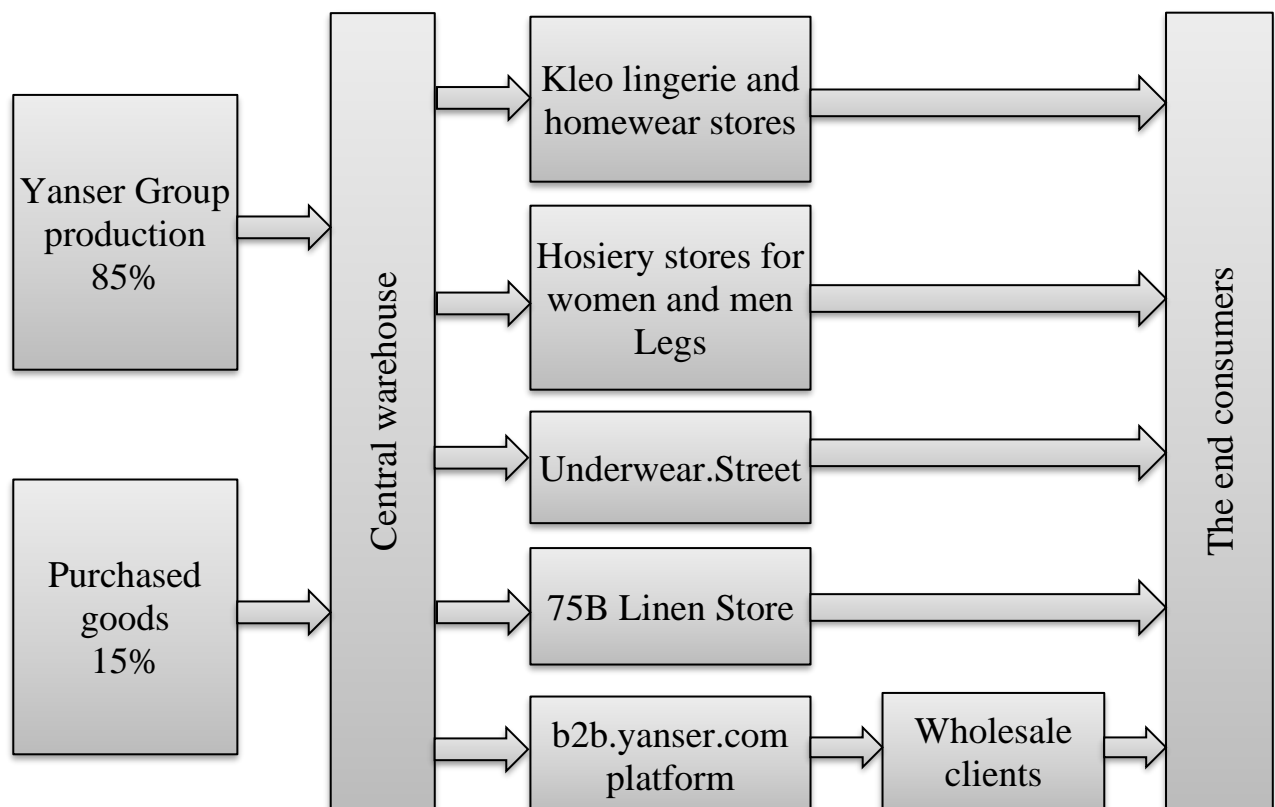 Yanser Group
production
85%
Purchased
goods
15%
Central warehouse
Kleo lingerie and
homewear stores
Hosiery stores for
women and men
Legs
Underwear.Street
75B Linen Store
b2b.yanser.com
platform
Wholesale
clients
The end consumers